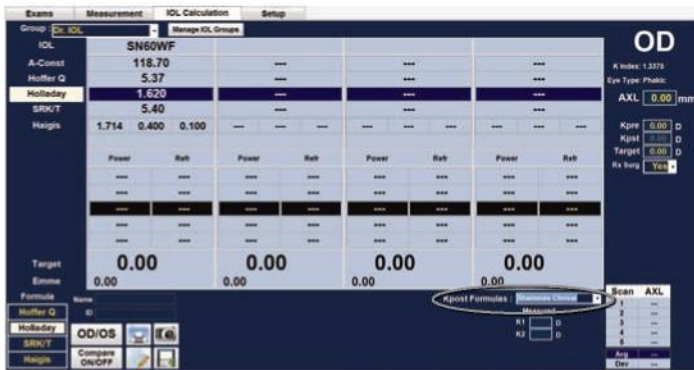 Exams Measurement IOL Calculation Setup
Group : Dr. IOL Manage IOL Groups
OD
IOL SN60WF
K Index: 1.3375
A-Const 118.70 --- --- ---
Eye Type: Phakic
Hoffer Q 5.37 --- --- ---
Holladay 1.620 --- --- ---
AXL 0.00 mm
SRK/T 5.40 --- --- ---
Haigis 1.714 0.400 0.100 --- --- --- --- --- --- --- --- ---
Kpre 0.00 D
Kpst 0.00 D
Target 0.00 D
Rx Surg Yes
Power Refr Power Refr Power Refr Power Refr
--- --- --- --- --- --- --- ---
--- --- --- --- --- --- --- ---
--- --- --- --- --- --- --- ---
--- --- --- --- --- --- --- ---
--- --- --- --- --- --- --- ---
Target 0.00 0.00 0.00 0.00
Emme 0.00 0.00 0.00 0.00
Formula Name
Kpost Formulas : Shammas Clinical
Scan AXL
Hoffer Q ID
Measured
1 ---
K1 D
2 ---
Holladay OD/OS
K2 D
3 ---
4 ---
SRK/T
5 ---
Haigis Compare ON/OFF
Avg ---
Dev ---